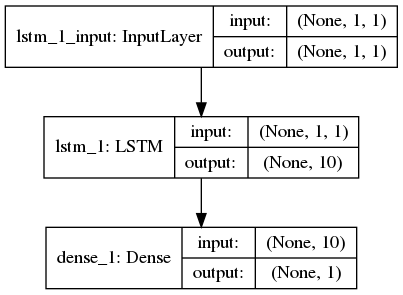 lstm_1_input: InputLayer
input: (None, 1, 1)
output: (None, 1, 1)
lstm_1: LSTM
input: (None, 1, 1)
output: (None, 10)
dense_1: Dense
input: (None, 10)
output: (None, 1)